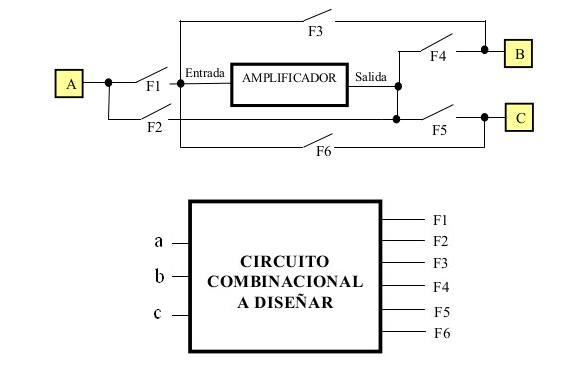 F3
B
F4
A
Entrada
AMPLIFICADOR
Salida
F1
F2
F5
C
F6
a
b
c
CIRCUITO
COMBINACIONAL
A DISEÑAR
F1
F2
F3
F4
F5
F6